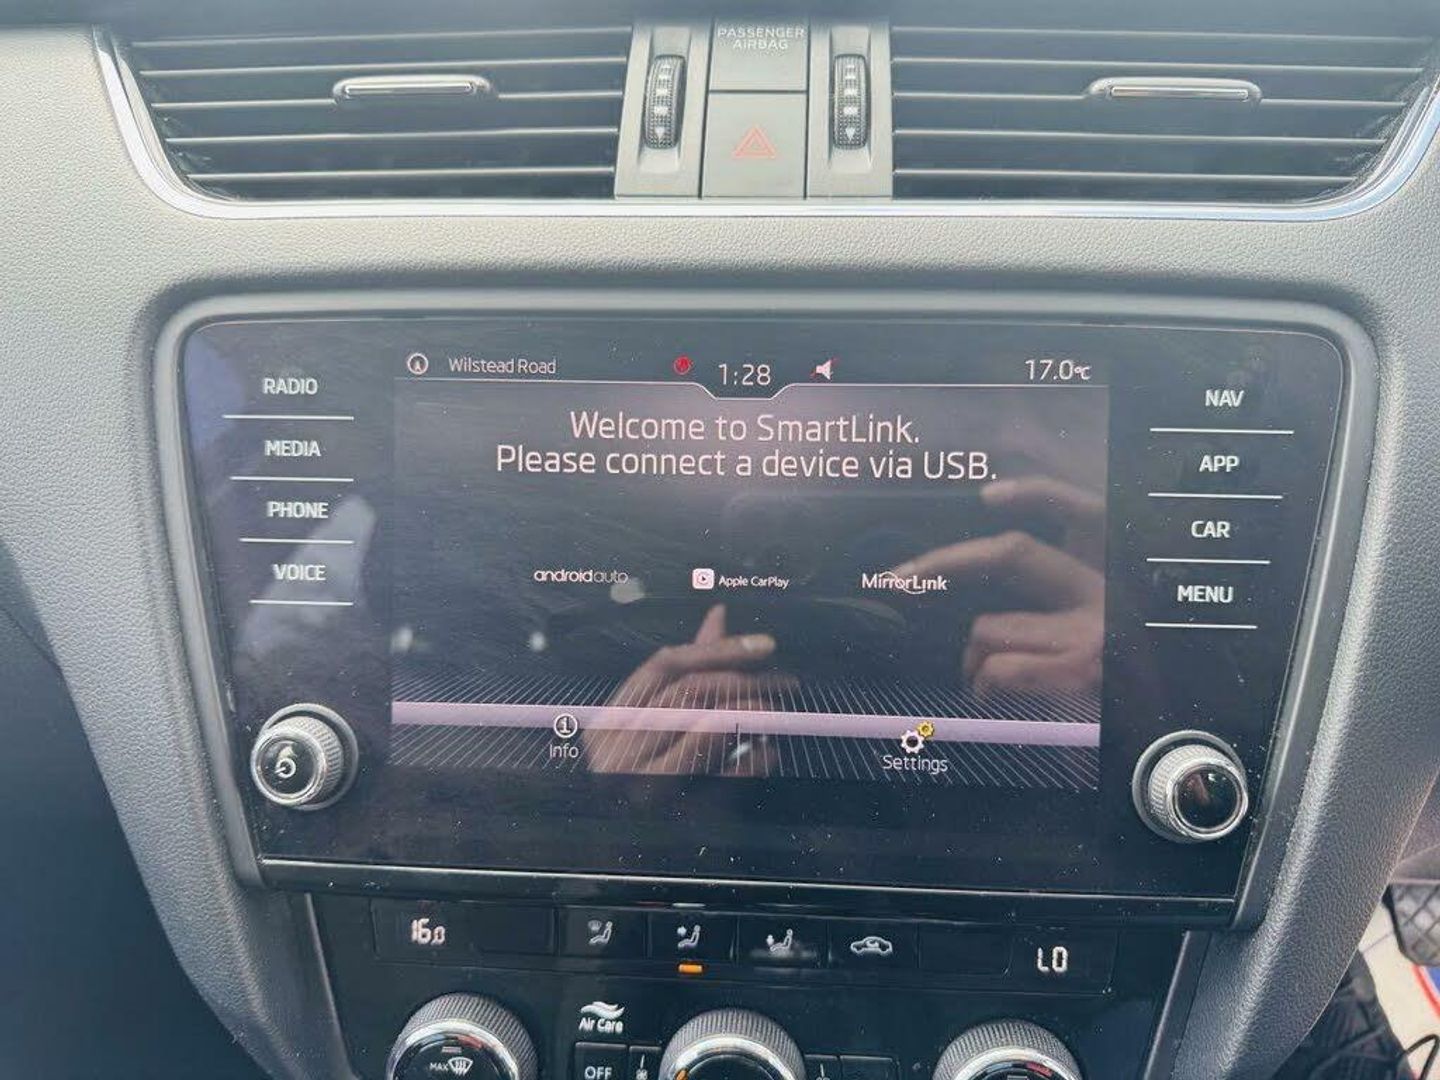 PASSENGER
AIRBAG
Wilstead Road
1:28
17.0°C
RADIO
MEDIA
PHONE
VOICE
Welcome to SmartLink.
Please connect a device via USB.
androidauto
Apple CarPlay
MirrorLink
Info
Settings
NAV
APP
CAR
MENU
16.0
LO
Air Care
MAX
OFF